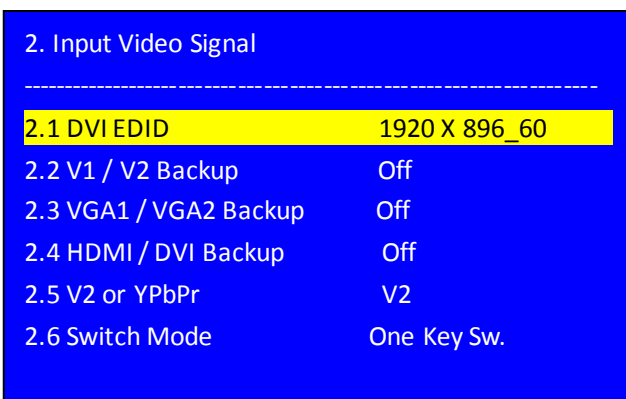 2. Input Video Signal
----------------------------------------------------------------------
2.1 DVI EDID 1920 X 896_60
2.2 V1 / V2 Backup Off
2.3 VGA1 / VGA2 Backup Off
2.4 HDMI / DVI Backup Off
2.5 V2 or YPbPr V2
2.6 Switch Mode One Key Sw.